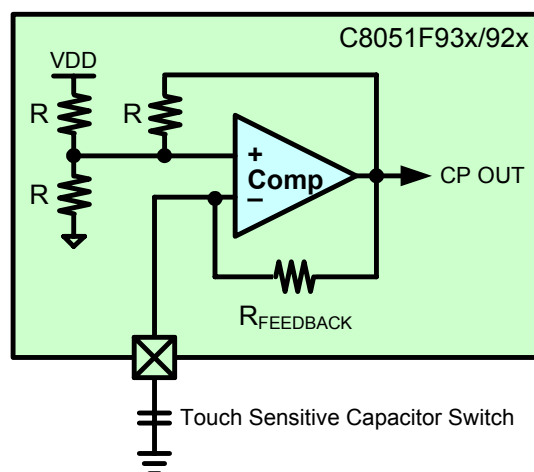 C8051F93x/92x
VDD
R
R
R
+
Comp
–
CP OUT
RFEEDBACK
Touch Sensitive Capacitor Switch